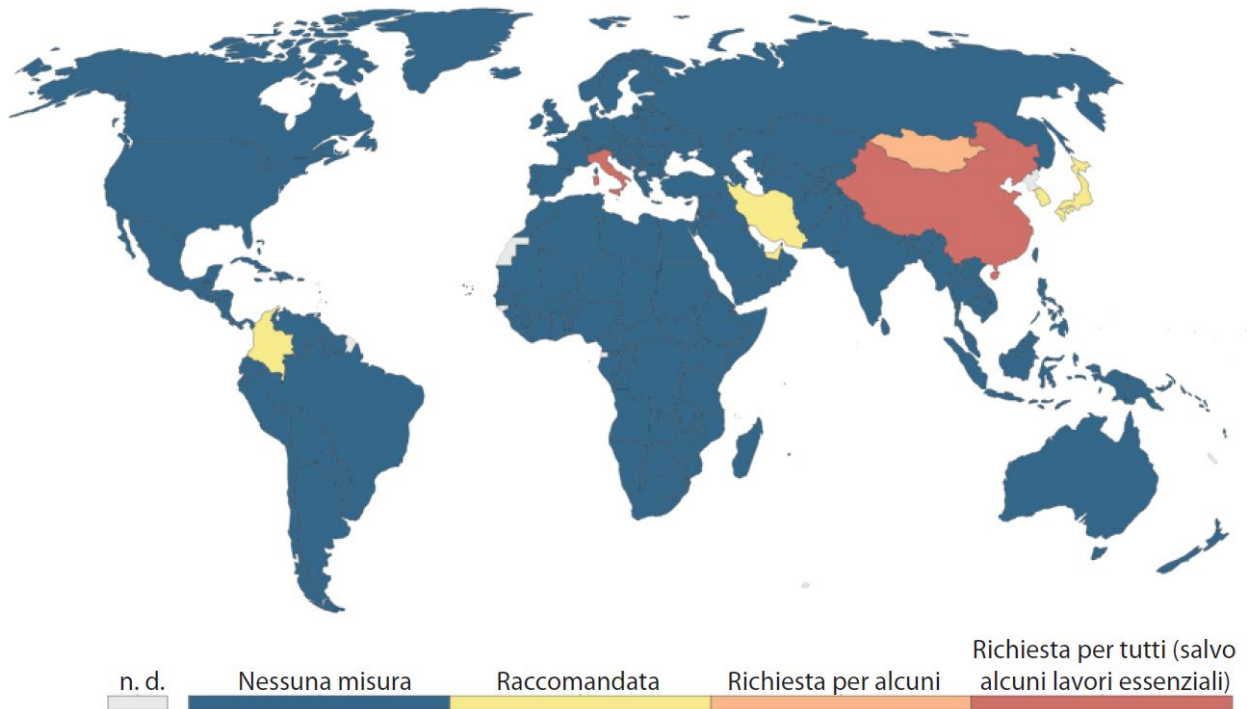 n. d.
Nessuna misura
Raccomandata
Richiesta per alcuni
Richiesta per tutti (salvo
alcuni lavori essenziali)